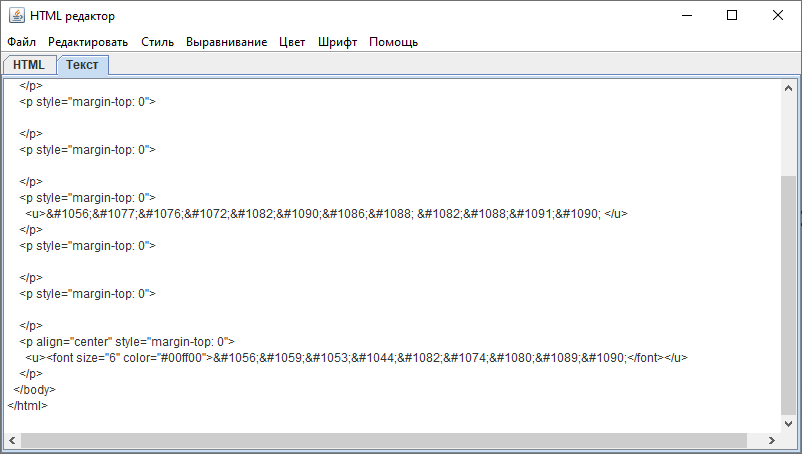 HTML редактор
Файл Редактировать Стиль Выравнивание Цвет Шрифт Помощь
HTML Текст
</p>
<p style="margin-top: 0">
</p>
<p style="margin-top: 0">
</p>
<p style="margin-top: 0">
<u>&#1056;&#1077;&#1076;&#1072;&#1082;&#1090;&#1086;&#1088; &#1082;&#1088;&#1091;&#1090; </u>
</p>
<p style="margin-top: 0">
</p>
<p style="margin-top: 0">
</p>
<p align="center" style="margin-top: 0">
<u><font size="6" color="#00ff00">&#1056;&#1059;&#1053;&#1044;&#1082;&#1074;&#1080;&#1089;&#1090;</font></u>
</p>
</body>
</html>